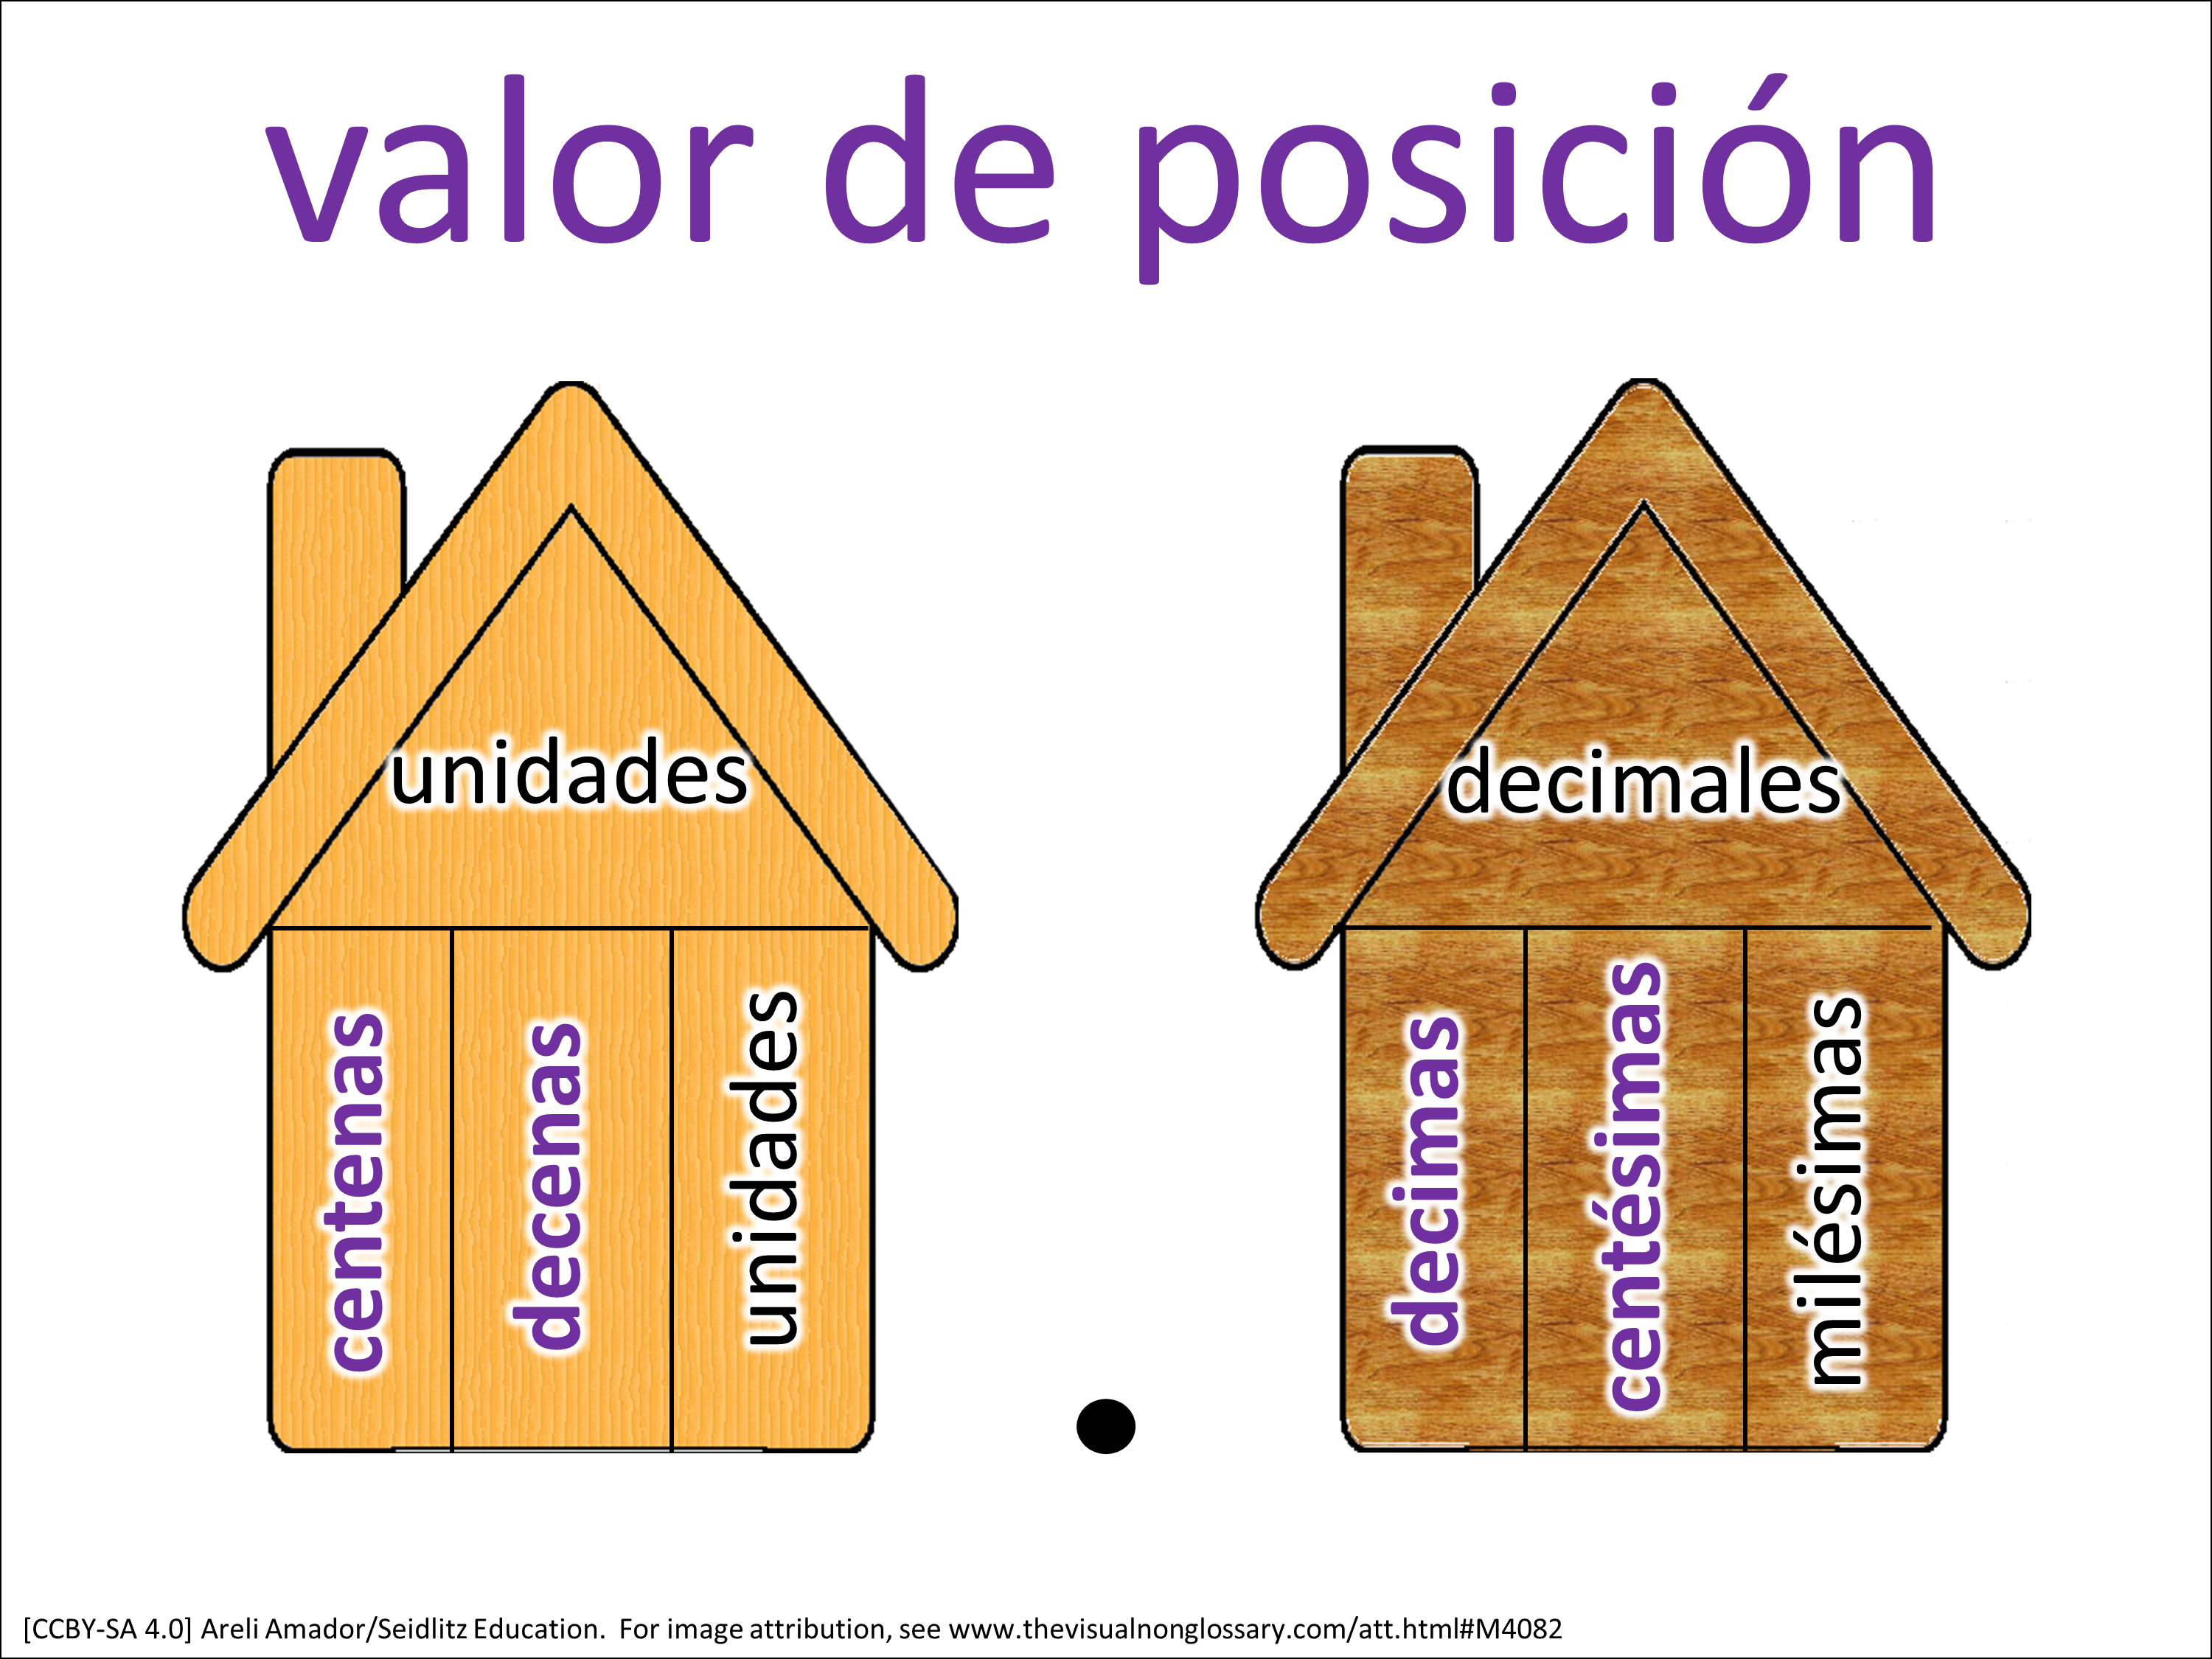 valor de posición
unidades
centenas
decenas
unidades
.
decimales
decimas
centésimas
milésimas
[CCBY-SA 4.0] Areli Amador/Seidlitz Education.  For image attribution, see www.thevisualnonglossary.com/att.html#M4082